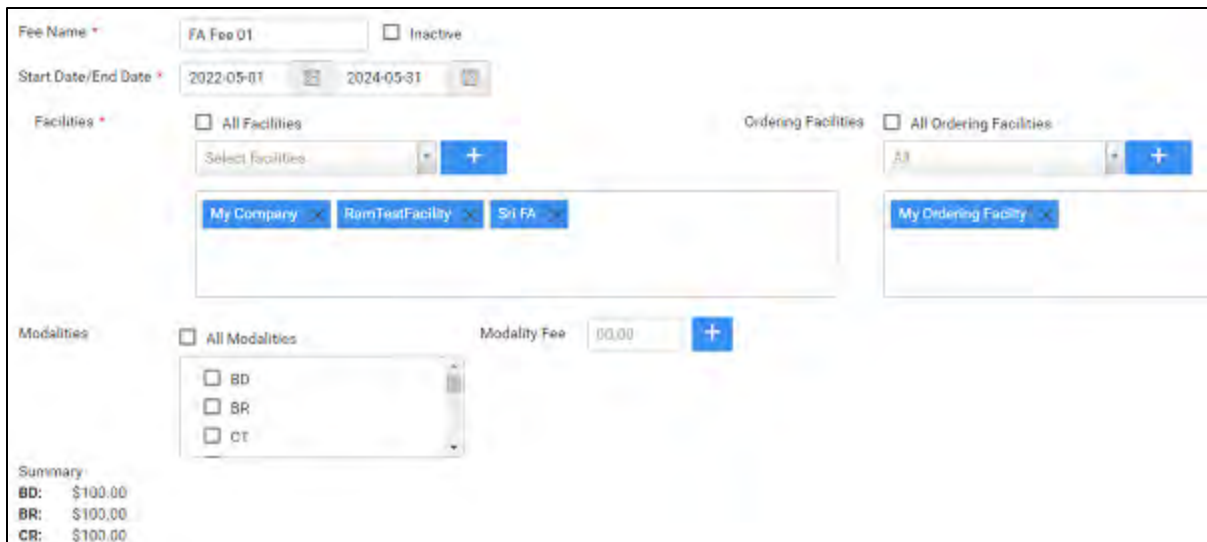 Fee Name * FA Fee 01 Inactive
Start Date/End Date * 2022-05-01 2024-05-31
Facilities * All Facilities Ordering Facilities All Ordering Facilities
Select facilities + All +
My Company × RamTestFacility × Sri FA × My Ordering Facility ×
Modalities All Modalities Modality Fee 00.00 +
BD
BR
CT
Summary
BD: $100.00
BR: $100.00
CR: $100.00